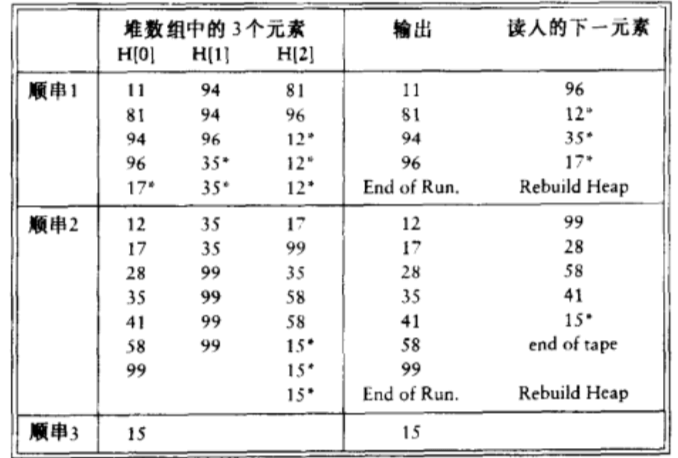 堆数组中的3个元素 输出 读人的下一元素
H[0] H[1] H[2]
顺串1 11 94 81 11 96
81 94 96 81 12*
94 96 12* 94 35*
96 35* 12* 96 17*
17* 35* 12* End of Run. Rebuild Heap
顺串2 12 35 17 12 99
17 35 99 17 28
28 99 35 28 58
35 99 58 35 41
41 99 58 41 15*
58 99 15* 58 end of tape
99 15* 99
15* End of Run. Rebuild Heap
顺串3 15 15